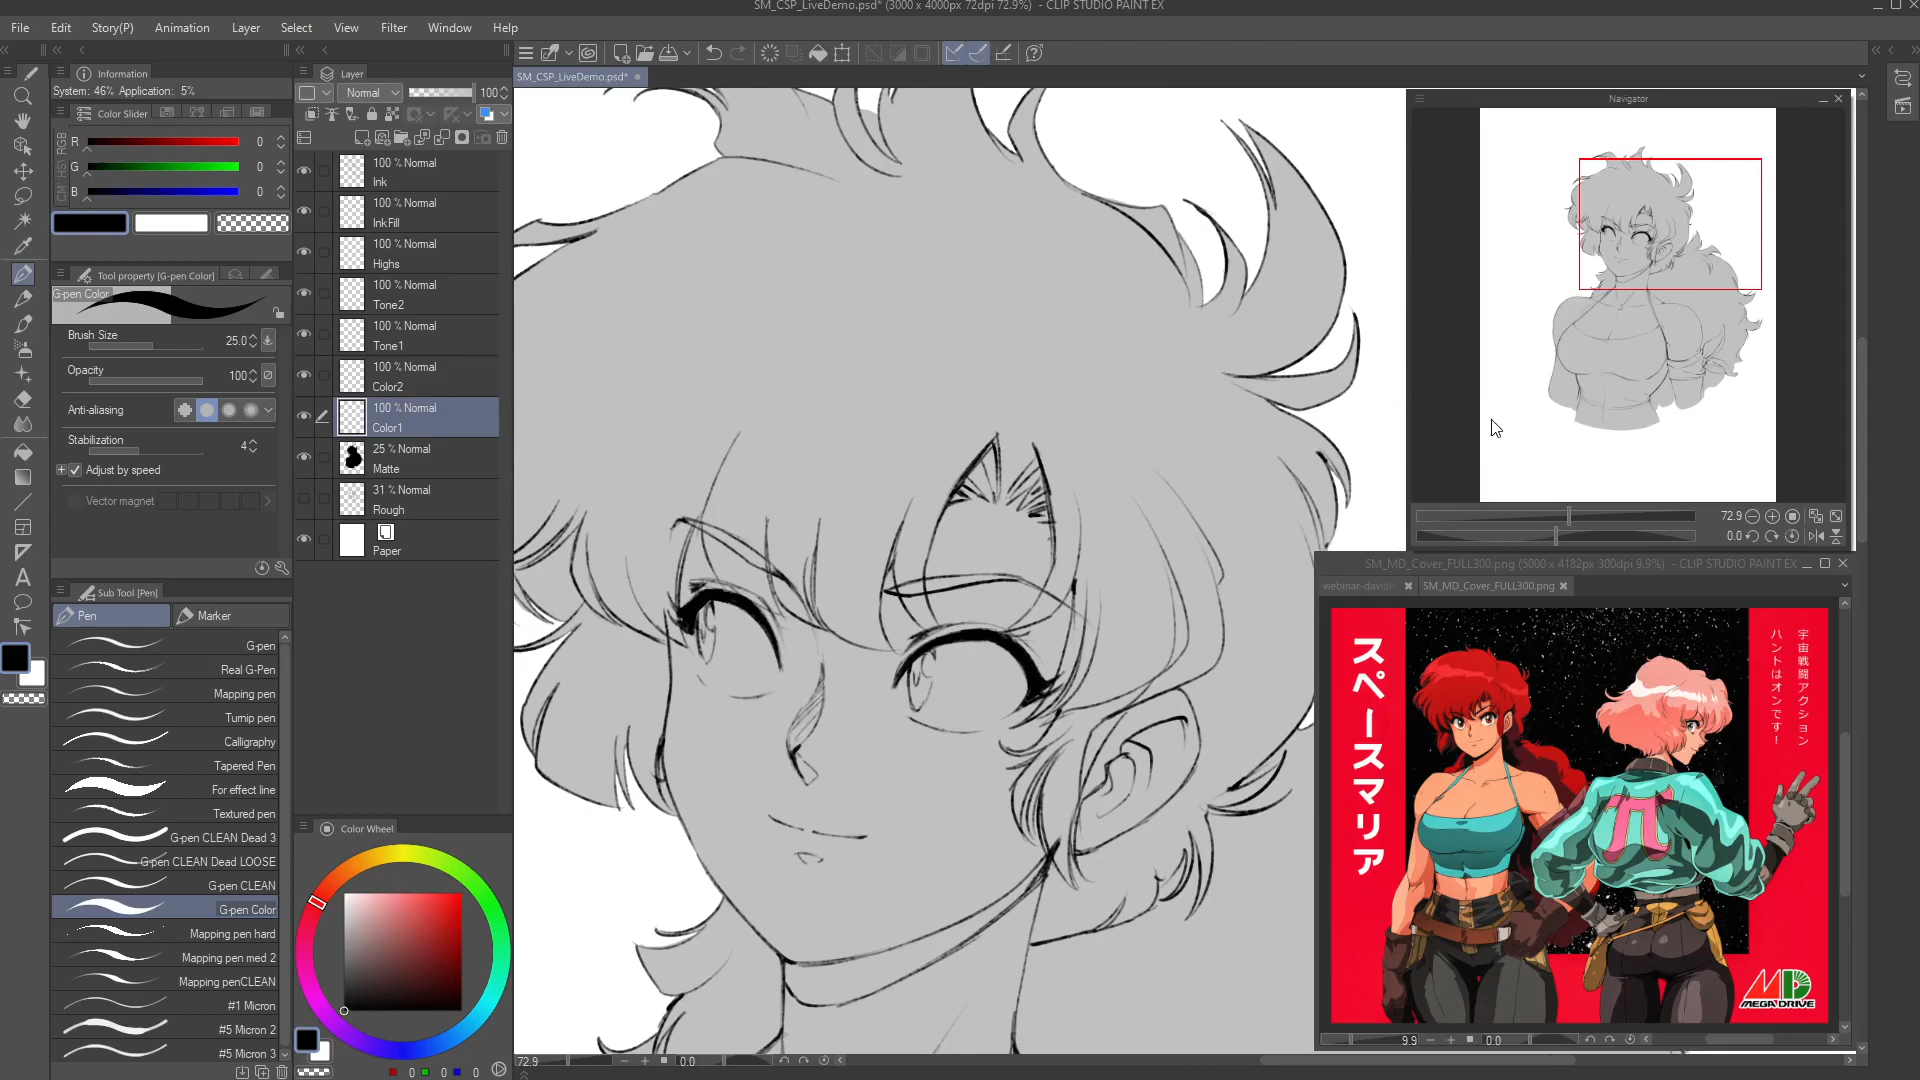 SM_CSP_LiveDemo.psd* (3000 x 4000px 72dpi 72.9%) - CLIP STUDIO PAINT EX
File Edit Story(P) Animation Layer Select View Filter Window Help
Information
System: 46% Application: 5%
Color Slider
RGB
R 0
G 0
B 0
Tool property [G-pen Color]
G-pen Color
Brush Size 25.0
Opacity 100
Anti-aliasing
Stabilization 4
Adjust by speed
Vector magnet
Sub Tool [Pen]
Pen Marker
G-pen
Real G-Pen
Mapping pen
Turnip pen
Calligraphy
Tapered Pen
For effect line
Textured pen
G-pen CLEAN Dead 3
G-pen CLEAN Dead LOOSE
G-pen CLEAN
G-pen Color
Mapping pen hard
Mapping pen med 2
Mapping penCLEAN
#1 Micron
#5 Micron 2
#5 Micron 3
Layer
Normal 100
100 % Normal
Ink
100 % Normal
InkFill
100 % Normal
Highs
100 % Normal
Tone2
100 % Normal
Tone1
100 % Normal
Color2
100 % Normal
Color1
25 % Normal
Matte
31 % Normal
Rough
Paper
Color Wheel
0 0 0
SM_CSP_LiveDemo.psd*
72.9 0.0
Navigator
72.9
0.0
SM_MD_Cover_FULL300.png (5000 x 4182px 300dpi 9.9%) - CLIP STUDIO PAINT EX
SM_MD_Cover_FULL300.png
スペースマリア
宇宙戦闘アクション
ハントはオンです！
π
MD
MEGA DRIVE
9.9 0.0